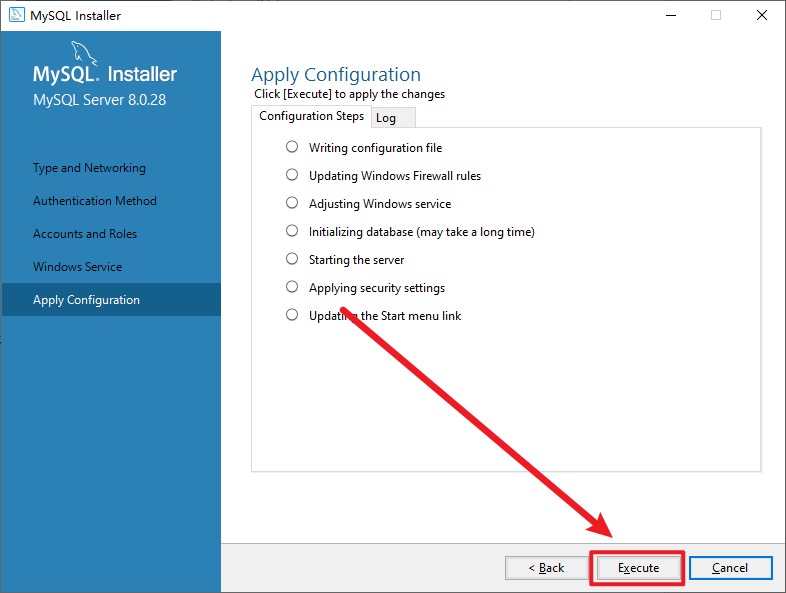 MySQL Installer
MySQL. Installer
MySQL Server 8.0.28
Type and Networking
Authentication Method
Accounts and Roles
Windows Service
Apply Configuration
Apply Configuration
Click [Execute] to apply the changes
Configuration Steps
Log
Writing configuration file
Updating Windows Firewall rules
Adjusting Windows service
Initializing database (may take a long time)
Starting the server
Applying security settings
Updating the Start menu link
< Back
Execute
Cancel